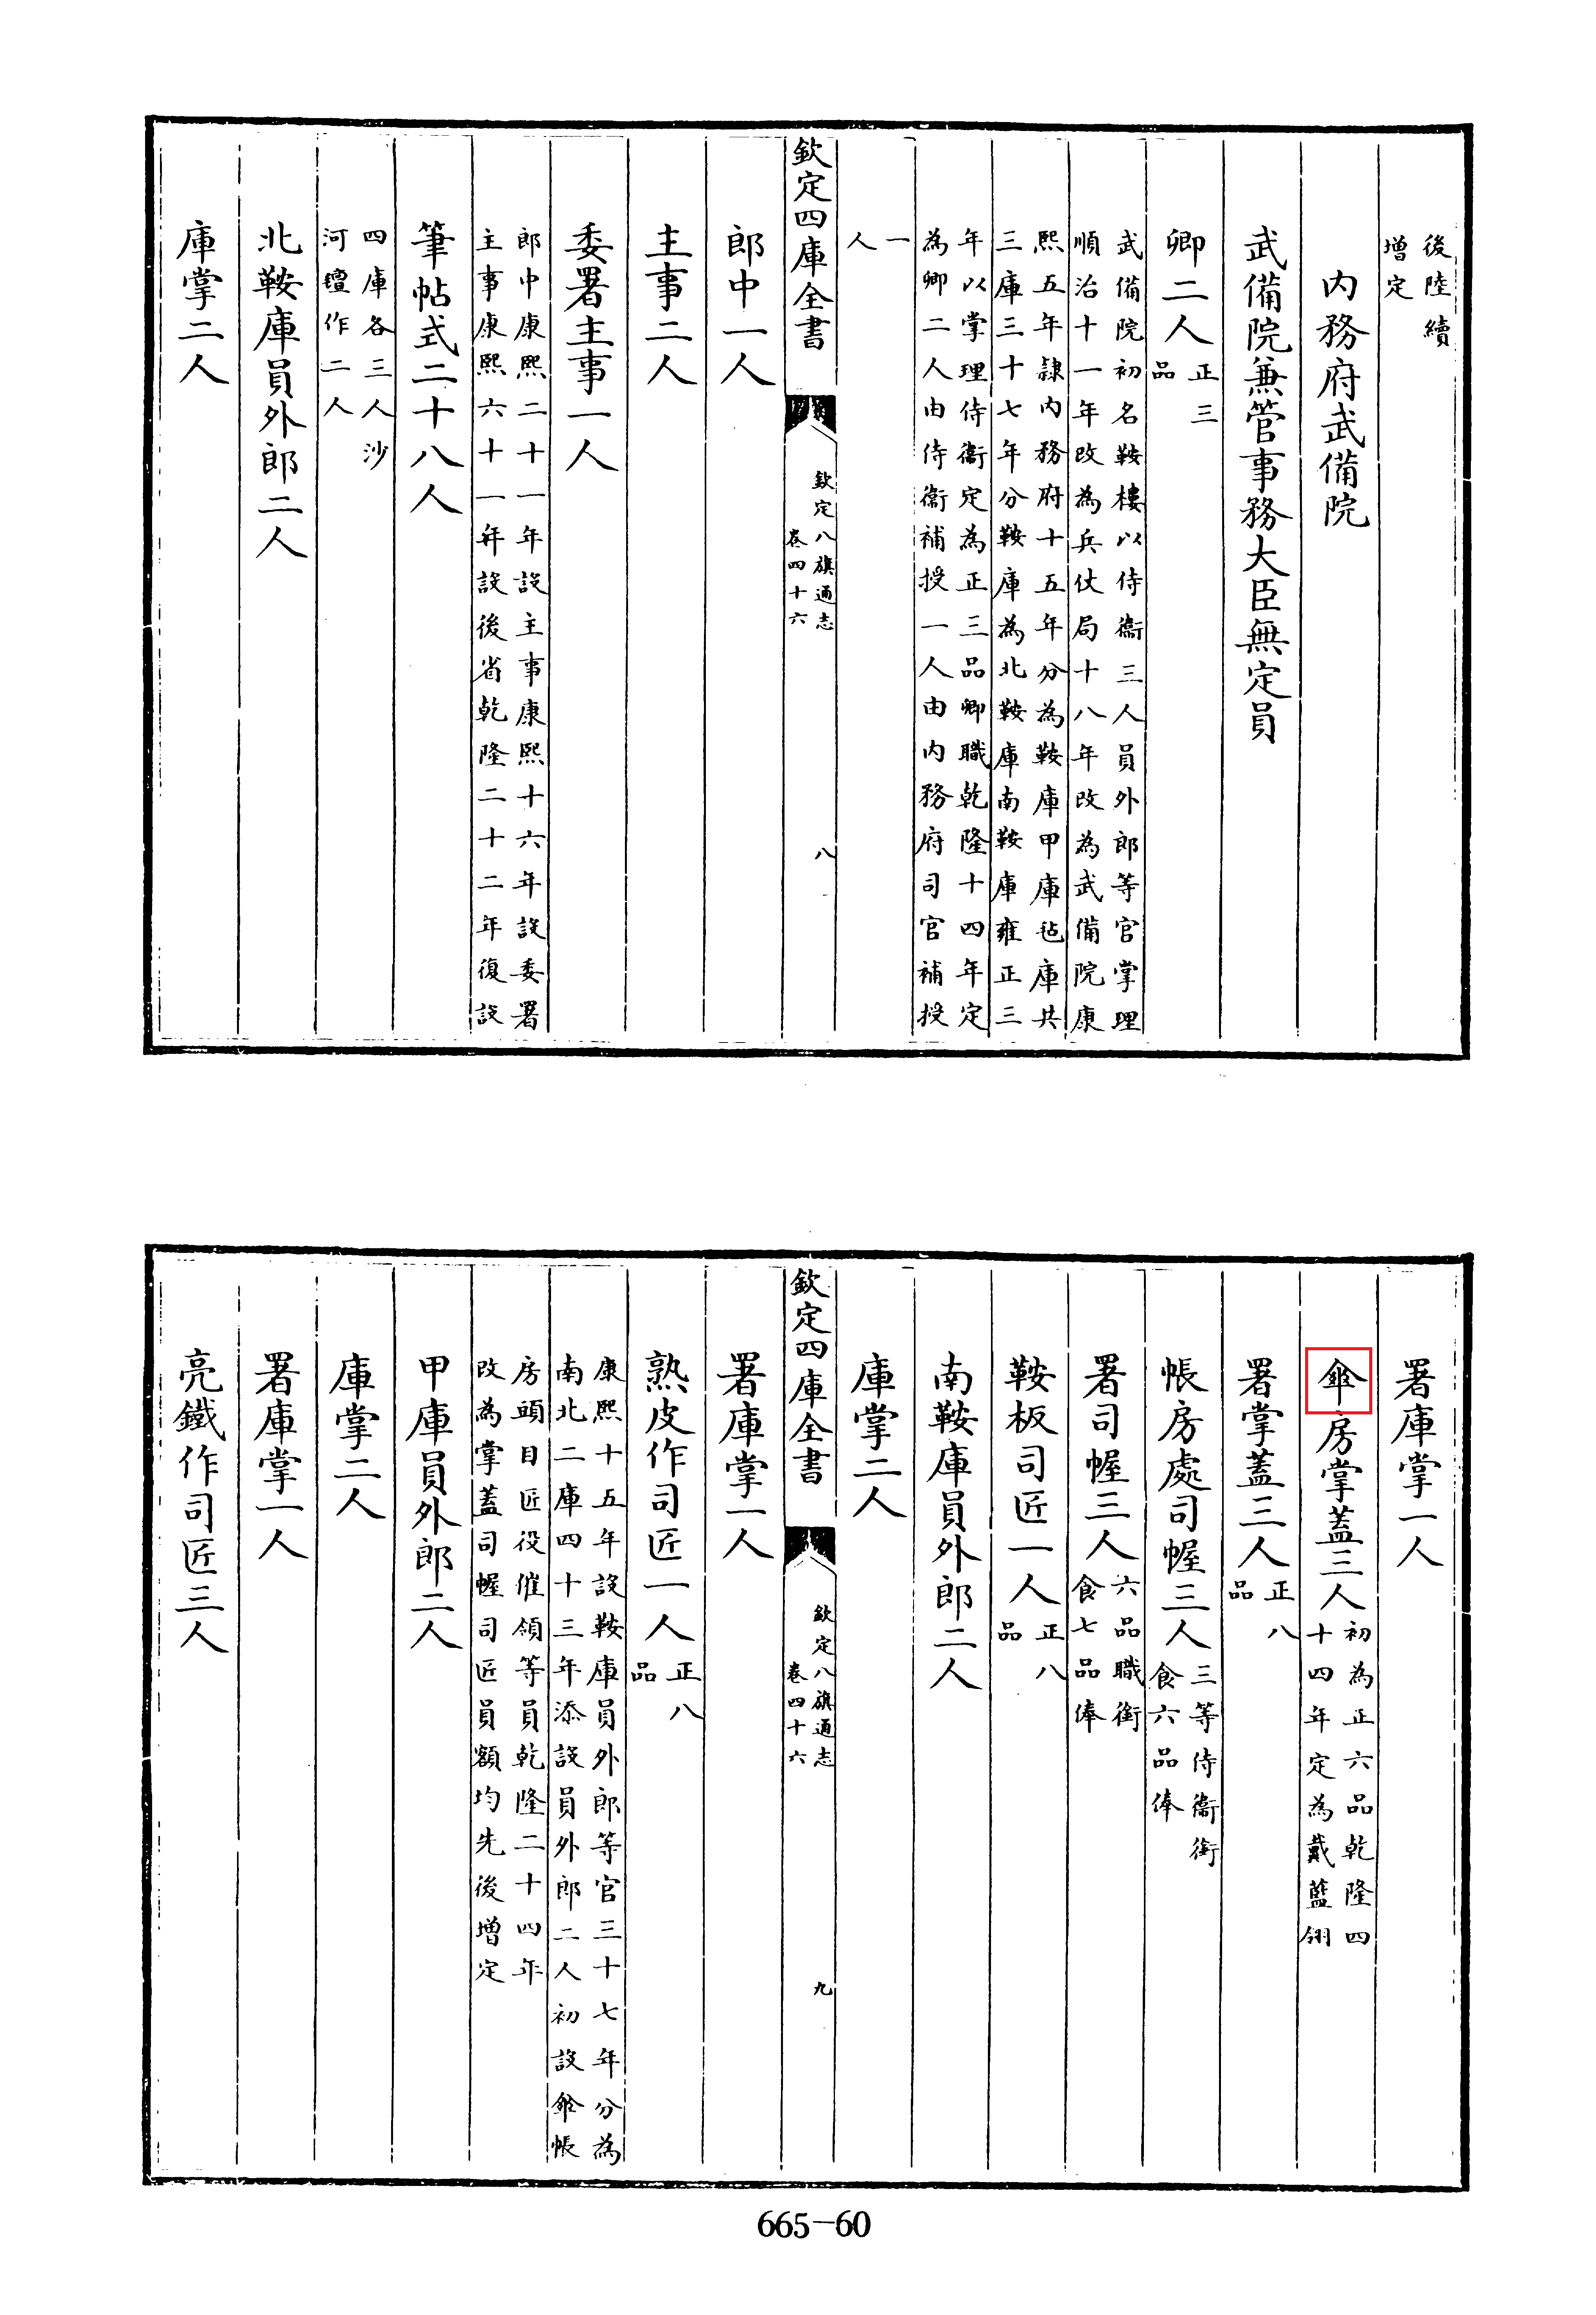 後陸續
增定
内務府武備院
武備院兼管事務大臣無定員
卿二人正三
品
武備院初名鞍樓以侍衞三人員外郎等官掌理
順治十一年改為兵仗局十八年改為武備院康
熙五年隸内務府十五年分為鞍庫甲庫毡庫共
三庫三十七年分鞍庫為北鞍庫南鞍庫雍正三
年以掌理侍衞定為正三品卿職乾隆十四年定
為卿二人由侍衞補授一人由内務府司官補授
一
人
欽定四庫全書
欽定八旗通志
卷四十六
八
郎中一人
主事二人
委署主事一人
郎中康熙二十一年設主事康熙十六年設委署
主事康熙六十一年設後省乾隆二十二年復設
筆帖式二十八人
四庫各三人沙
河氊作二人
北鞍庫員外郎二人
庫掌二人
署庫掌一人
傘房掌蓋三人初為正六品乾隆四
十四年定為戴藍翎
署掌蓋三人正八
品
帳房處司幄三人三等侍衞銜
食六品俸
署司幄三人六品職銜
食七品俸
鞍板司匠一人正八
品
南鞍庫員外郎二人
庫掌二人
欽定四庫全書
欽定八旗通志
卷四十六
九
署庫掌一人
熟皮作司匠一人正八
品
康熙十五年設鞍庫員外郎等官三十七年分為
南北二庫四十三年添設員外郎二人初設傘帳
房頭目匠役催領等員乾隆二十四年
改為掌蓋司幄司匠員額均先後增定
甲庫員外郎二人
庫掌二人
署庫掌一人
亮鐵作司匠三人
665-60